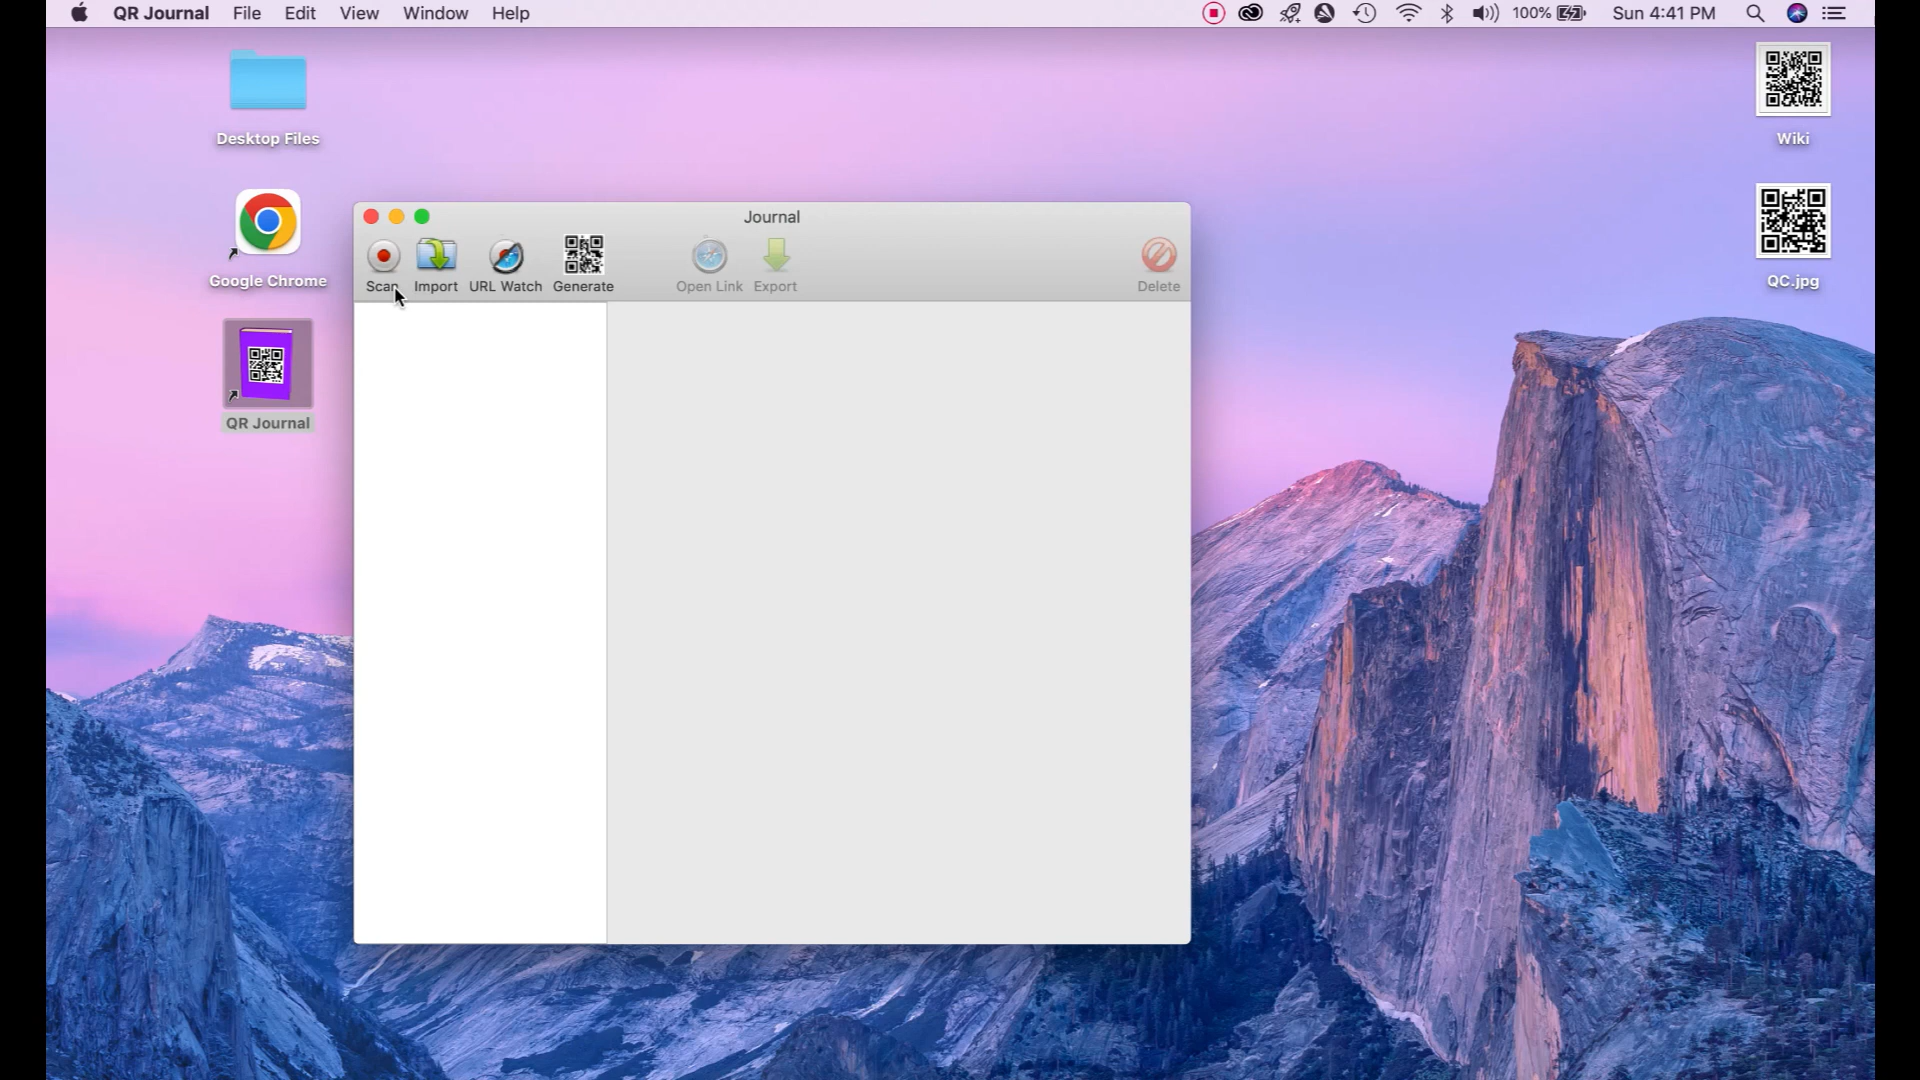 QR Journal File Edit View Window Help 100% Sun 4:41 PM
Desktop Files
Wiki
Google Chrome
QC.jpg
QR Journal
Journal
Scan Import URL Watch Generate Open Link Export Delete